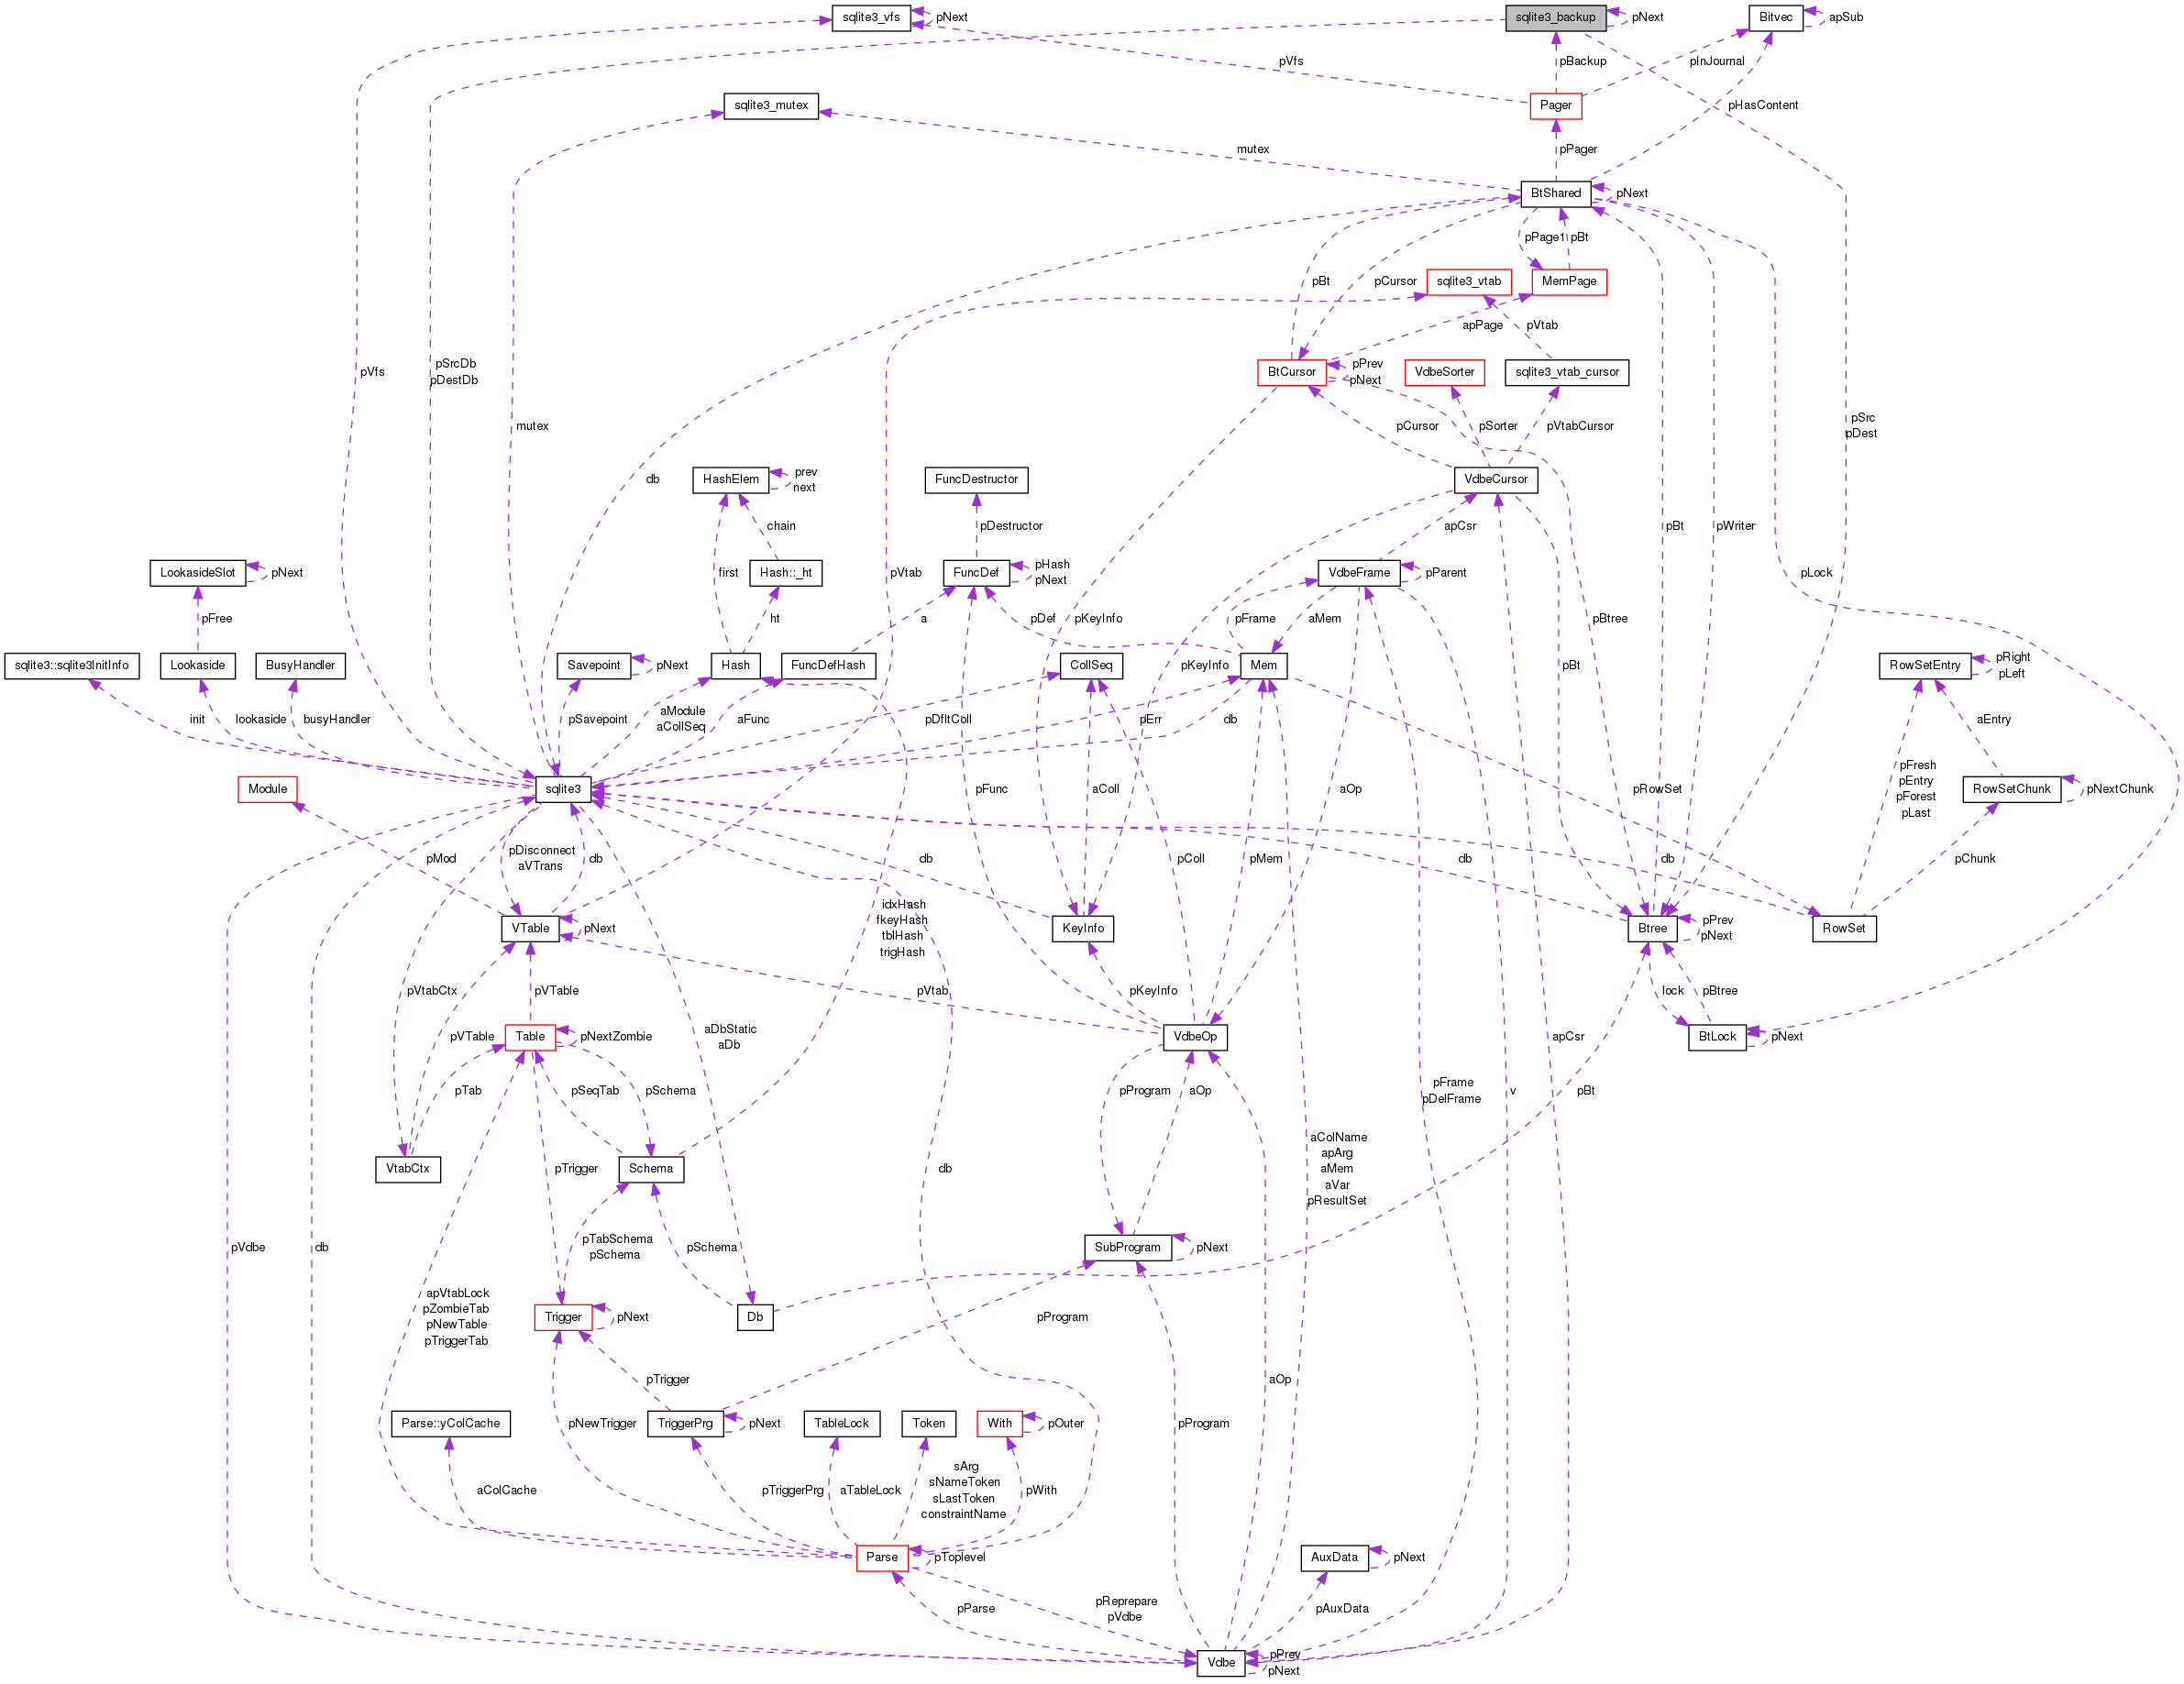 sqlite3_vfs
pNext
sqlite3_backup
pNext
Bitvec
apSub
pVfs
pBackup
pInJournal
sqlite3_mutex
Pager
pHasContent
mutex
pPager
BtShared
pNext
pPage1
pBt
pBt
pCursor
sqlite3_vtab
MemPage
apPage
pVtab
pVfs
pSrcDb
pDestDb
BtCursor
pPrev
pNext
VdbeSorter
sqlite3_vtab_cursor
mutex
pCursor
pSorter
pVtabCursor
pSrc
pDest
db
HashElem
prev
next
FuncDestructor
VdbeCursor
chain
pDestructor
apCsr
pBt
pWriter
LookasideSlot
pNext
first
Hash::_ht
pVtab
FuncDef
pHash
pNext
VdbeFrame
pParent
pLock
pFree
ht
a
pDef
pFrame
aMem
pKeyInfo
pBtree
sqlite3::sqlite3InitInfo
Lookaside
BusyHandler
Savepoint
pNext
Hash
FuncDefHash
CollSeq
pKeyInfo
Mem
pBt
RowSetEntry
pRight
pLeft
init
lookaside
busyHandler
pSavepoint
aModule
aCollSeq
aFunc
pDfltColl
pErr
db
aEntry
Module
sqlite3
pFunc
aColl
aOp
pRowSet
pFresh
pEntry
pForest
pLast
RowSetChunk
pNextChunk
pMod
pDisconnect
aVTrans
db
db
pColl
pMem
db
db
pChunk
VTable
pNext
idxHash
fkeyHash
tblHash
trigHash
KeyInfo
Btree
pPrev
pNext
RowSet
pVtabCtx
pVTable
pVtab
pKeyInfo
lock
pBtree
pVTable
Table
pNextZombie
aDbStatic
aDb
VdbeOp
apCsr
BtLock
pNext
pTab
pSeqTab
pSchema
pProgram
aOp
pFrame
pDelFrame
v
pBt
VtabCtx
pTrigger
Schema
db
aColName
apArg
aMem
aVar
pResultSet
pVdbe
db
pTabSchema
pSchema
pSchema
SubProgram
pNext
apVtabLock
pZombieTab
pNewTable
pTriggerTab
Trigger
pNext
Db
pProgram
pTrigger
aOp
Parse::yColCache
pNewTrigger
TriggerPrg
pNext
TableLock
Token
With
pOuter
pProgram
aColCache
pTriggerPrg
aTableLock
sArg
sNameToken
sLastToken
constraintName
pWith
Parse
pToplevel
AuxData
pNext
pParse
pReprepare
pVdbe
pAuxData
Vdbe
pPrev
pNext